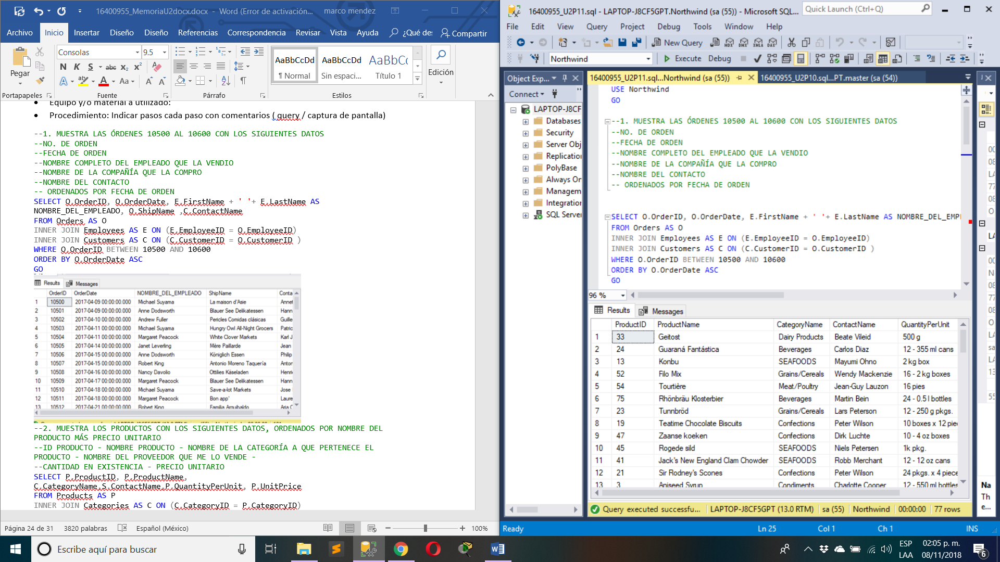 16400955_MemoriaU2docx.docx - Word (Error de activación...
marco mendez
Archivo Inicio Insertar Diseño Diseño Referencias Correspondencia Revisar Vista Ayuda ¿Qué de: Compartir
Pegar
Consolas 9.5
N K S abc x₂ x²
A ab A Aa A A
AaBbCcDd AaBbCcDd AaBbCc
¶ Normal Sin espaci... Título 1
Edición
Portapapeles Fuente Párrafo Estilos
• Equipo y/o material a utilizado:
• Procedimiento: Indicar pasos cada paso con comentarios ( query / captura de pantalla)
--1. MUESTRA LAS ÓRDENES 10500 AL 10600 CON LOS SIGUIENTES DATOS
--NO. DE ORDEN
--FECHA DE ORDEN
--NOMBRE COMPLETO DEL EMPLEADO QUE LA VENDIO
--NOMBRE DE LA COMPAÑÍA QUE LA COMPRO
--NOMBRE DEL CONTACTO
-- ORDENADOS POR FECHA DE ORDEN
SELECT O.OrderID, O.OrderDate, E.FirstName + ' '+ E.LastName AS
NOMBRE_DEL_EMPLEADO, O.ShipName ,C.ContactName
FROM Orders AS O
INNER JOIN Employees AS E ON (E.EmployeeID = O.EmployeeID)
INNER JOIN Customers AS C ON (C.CustomerID = O.CustomerID )
WHERE O.OrderID BETWEEN 10500 AND 10600
ORDER BY O.OrderDate ASC
GO
Results Messages
OrderID OrderDate NOMBRE_DEL_EMPLEADO ShipName Conta
1 10500 2017-04-09 00:00:00.000 Michael Suyama La maison d'Asie Annet
2 10501 2017-04-09 00:00:00.000 Anne Dodsworth Blauer See Delikatessen Hann
3 10502 2017-04-10 00:00:00.000 Andrew Fuller Pericles Comidas clásicas Guille
4 10503 2017-04-11 00:00:00.000 Michael Suyama Hungry Owl All-Night Grocers Patric
5 10504 2017-04-11 00:00:00.000 Margaret Peacock White Clover Markets Karl J
6 10505 2017-04-14 00:00:00.000 Janet Leverling Mère Paillarde Jean
7 10506 2017-04-15 00:00:00.000 Anne Dodsworth Königlich Essen Philip
8 10507 2017-04-15 00:00:00.000 Robert King Antonio Moreno Taquería Anton
9 10508 2017-04-16 00:00:00.000 Nancy Davolio Ottilies Käseladen Henri
10 10509 2017-04-17 00:00:00.000 Margaret Peacock Blauer See Delikatessen Hann
11 10510 2017-04-18 00:00:00.000 Michael Suyama Save-a-lot Markets Jose
12 10511 2017-04-18 00:00:00.000 Margaret Peacock Bon app' Laure
13 10512 2017-04-21 00:00:00.000 Robert King Familia Arquibaldo Aria C
--2. MUESTRA LOS PRODUCTOS CON LOS SIGUIENTES DATOS, ORDENADOS POR NOMBRE DEL
PRODUCTO MÁS PRECIO UNITARIO
--ID PRODUCTO - NOMBRE PRODUCTO - NOMBRE DE LA CATEGORÍA A QUE PERTENECE EL
PRODUCTO - NOMBRE DEL PROVEEDOR QUE ME LO VENDE -
--CANTIDAD EN EXISTENCIA - PRECIO UNITARIO
SELECT P.ProductID, P.ProductName,
C.CategoryName,S.ContactName,P.QuantityPerUnit, P.UnitPrice
FROM Products AS P
INNER JOIN Categories AS C ON (C.CategoryID = P.CategoryID)
Página 24 de 31 3820 palabras Español (México) 100%
16400955_U2P11.sql - LAPTOP-J8CF5GPT.Northwind (sa (55)) - Microsoft SQL...
Quick Launch (Ctrl+Q)
File Edit View Query Project Debug Tools Window Help
New Query MDX DMX XMLA DAX
Northwind Execute Debug
Object Exp...
Connect
LAPTOP-J8CF
Databases
Security
Server Obj
Replication
PolyBase
Always On
Managem
Integration
SQL Server
16400955_U2P11.sql...Northwind (sa (55)) 16400955_U2P10.sql...PT.master (sa (54))
USE Northwind
GO
--1. MUESTRA LAS ÓRDENES 10500 AL 10600 CON LOS SIGUIENTES DATOS
--NO. DE ORDEN
--FECHA DE ORDEN
--NOMBRE COMPLETO DEL EMPLEADO QUE LA VENDIO
--NOMBRE DE LA COMPAÑÍA QUE LA COMPRO
--NOMBRE DEL CONTACTO
-- ORDENADOS POR FECHA DE ORDEN
SELECT O.OrderID, O.OrderDate, E.FirstName + ' '+ E.LastName AS NOMBRE_DEL_EMPL
FROM Orders AS O
INNER JOIN Employees AS E ON (E.EmployeeID = O.EmployeeID)
INNER JOIN Customers AS C ON (C.CustomerID = O.CustomerID )
WHERE O.OrderID BETWEEN 10500 AND 10600
ORDER BY O.OrderDate ASC
GO
96 %
Results Messages
ProductID ProductName CategoryName ContactName QuantityPerUnit
1 33 Geitost Dairy Products Beate Vileid 500 g
2 24 Guaraná Fantástica Beverages Carlos Diaz 12 - 355 ml cans
3 13 Konbu SEAFOODS Mayumi Ohno 2 kg box
4 52 Filo Mix Grains/Cereals Wendy Mackenzie 16 - 2 kg boxes
5 54 Tourtière Meat/Poultry Jean-Guy Lauzon 16 pies
6 75 Rhönbräu Klosterbier Beverages Martin Bein 24 - 0.5 l bottles
7 23 Tunnbröd Grains/Cereals Lars Peterson 12 - 250 g pkgs.
8 19 Teatime Chocolate Biscuits Confections Peter Wilson 10 boxes x 12 pie
9 47 Zaanse koeken Confections Dirk Luchte 10 - 4 oz boxes
10 45 Rogede sild SEAFOODS Niels Petersen 1k pkg.
11 41 Jack's New England Clam Chowder SEAFOODS Robb Merchant 12 - 12 oz cans
12 21 Sir Rodney's Scones Confections Peter Wilson 24 pkgs. x 4 piece
13 3 Aniseed Syrup Condiments Charlotte Cooper 12 - 550 ml bottles
Na
Th
e...
Query executed successfu... LAPTOP-J8CF5GPT (13.0 RTM) sa (55) Northwind 00:00:00 77 rows
Ready Ln 25 Col 1 Ch 1 INS
Escribe aquí para buscar
ESP
LAA
02:05 p. m.
08/11/2018
6